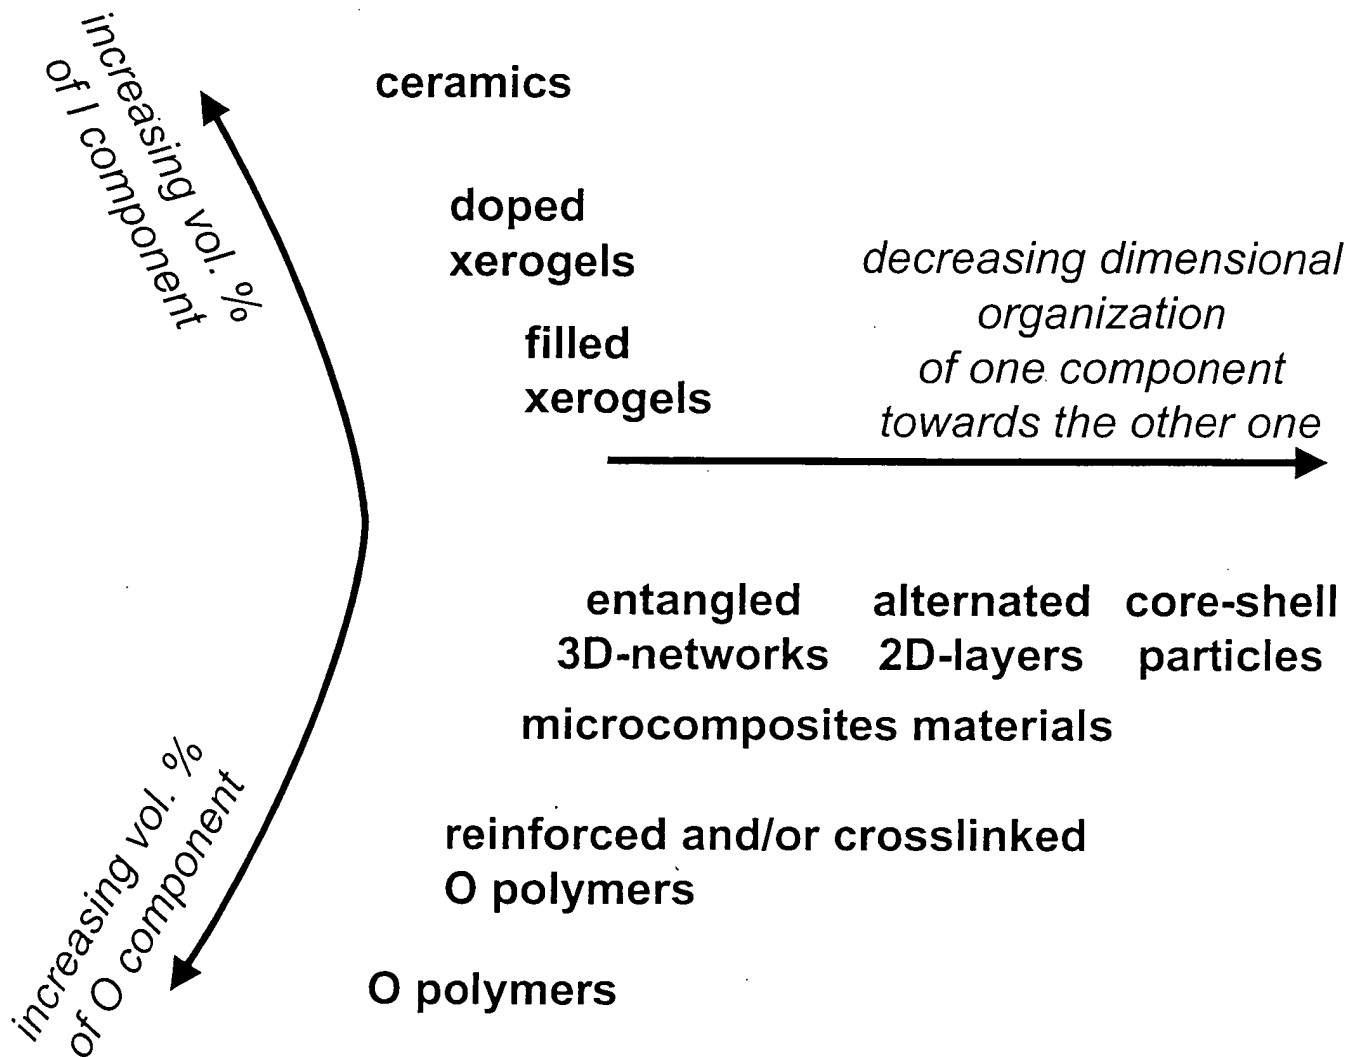 increasing vol. %
of I component
ceramics
doped
xerogels
filled
xerogels
decreasing dimensional
organization
of one component
towards the other one
entangled
3D-networks
alternated
2D-layers
core-shell
particles
microcomposites materials
reinforced and/or crosslinked
O polymers
O polymers
increasing vol. %
of O component